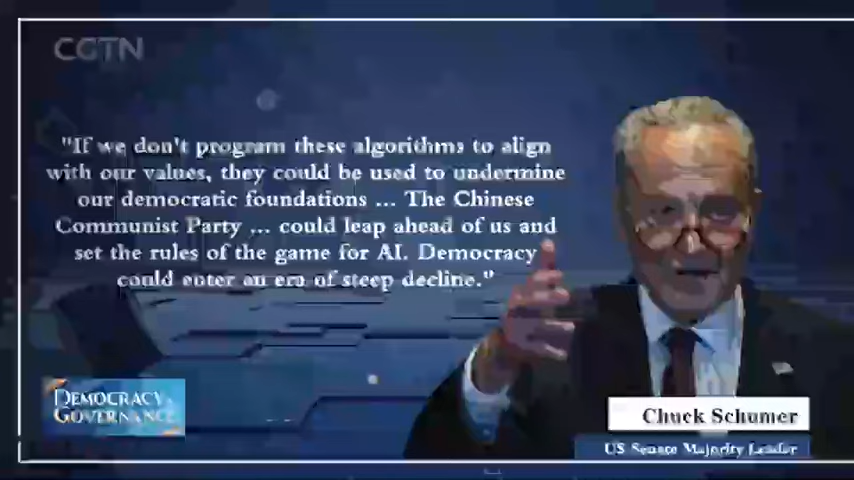 CGTN
"If we don't program these algorithms to align
with our values, they could be used to undermine
our democratic foundations ... The Chinese
Communist Party ... could leap ahead of us and
set the rules of the game for AI. Democracy
could enter an era of steep decline."
DEMOCRACY &
GOVERNANCE
Chuck Schumer
US Senate Majority Leader